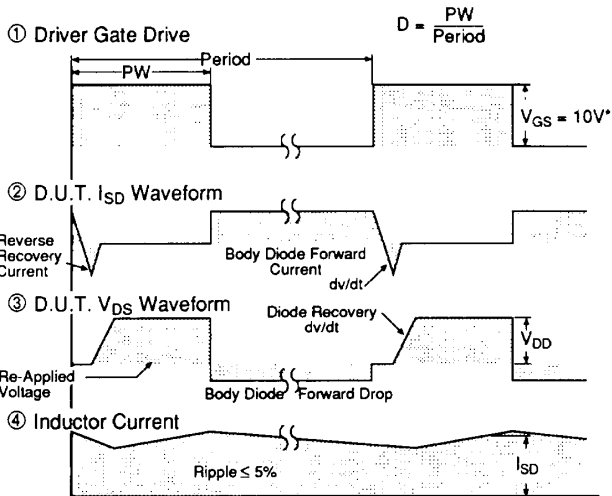 ① Driver Gate Drive
D = PW
Period
Period
PW
V_GS = 10V*
② D.U.T. I_SD Waveform
Reverse
Recovery
Current
Body Diode Forward
Current
dv/dt
③ D.U.T. V_DS Waveform
Diode Recovery
dv/dt
V_DD
Re-Applied
Voltage
Body Diode Forward Drop
④ Inductor Current
Ripple ≤ 5%
I_SD